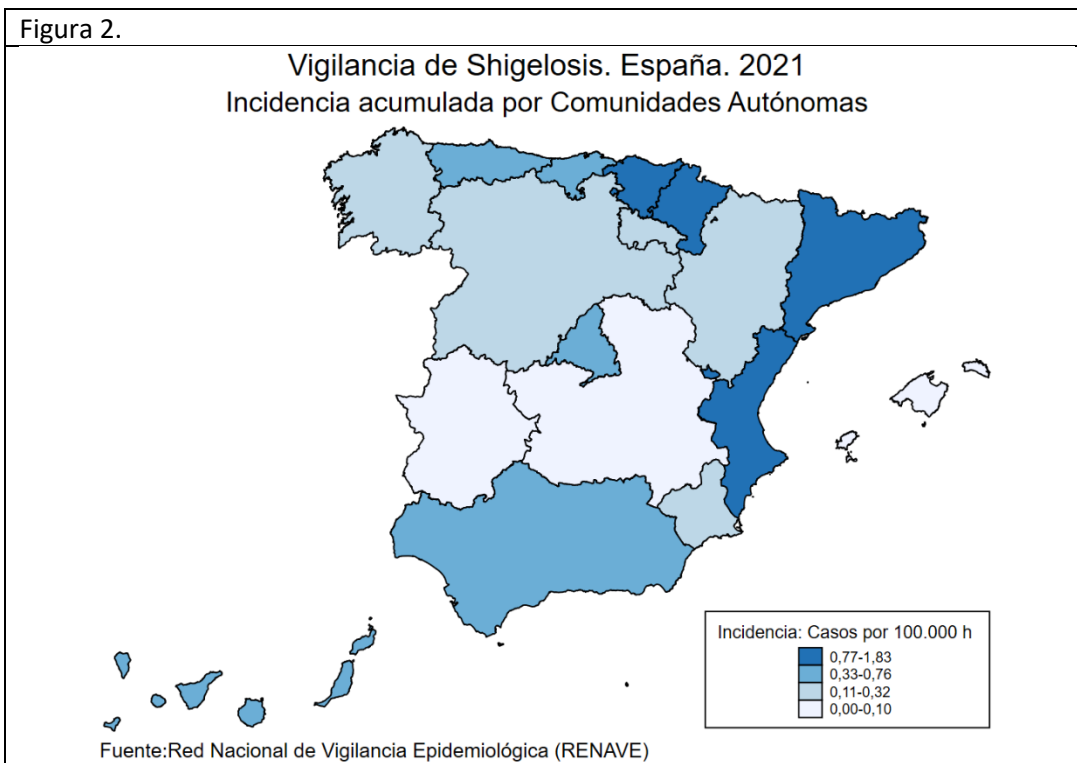 Figura 2.
Vigilancia de Shigelosis. España. 2021
Incidencia acumulada por Comunidades Autónomas
Incidencia: Casos por 100.000 h
0,77-1,83
0,33-0,76
0,11-0,32
0,00-0,10
Fuente:Red Nacional de Vigilancia Epidemiológica (RENAVE)